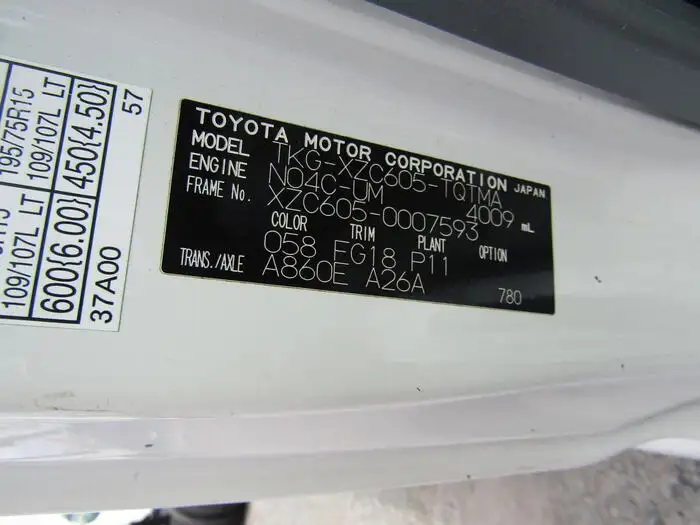 195/75R15
109/107L LT
109/107L LT
600(6.00) 450(4.50)
37A00 57
TOYOTA MOTOR CORPORATION JAPAN
MODEL TKG-XZC605-TQTMA
ENGINE N04C-UM 4009 mL
FRAME No. XZC605-0007593
COLOR TRIM PLANT OPTION
058 EG18 P11
TRANS./AXLE A860E A26A
780